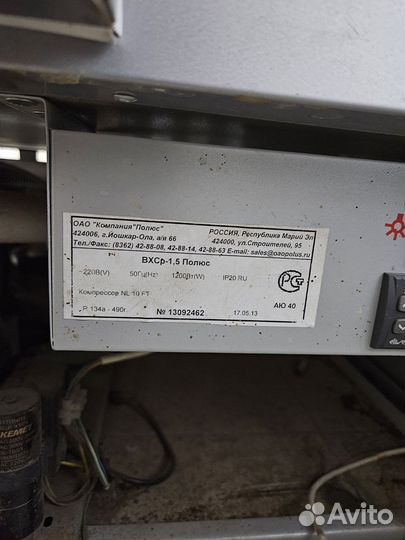 ОАО "Компания"Полюс"
424006, г.Йошкар-Ола, а/я 66
РОССИЯ, Республика Марий Эл
424000, ул.Строителей, 95
Тел./Факс: (8362) 42-88-08, 42-88-14, 42-88-63 E-mail: sales@oaopolus.ru
ВХСр-1,5 Полюс
~220В(V) 50Гц(Hz) 1200Вт(W) IP20 RU
Компрессор NL 10 FT
АЮ 40
R 134a - 490г № 13092462 17.05.13
KEMET
Avito